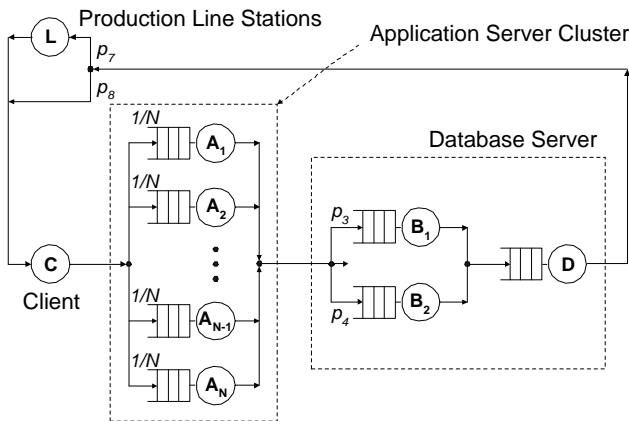 Production Line Stations
Application Server Cluster
L
p7
p8
1/N
A1
1/N
A2
Database Server
p3
B1
C
Client
D
p4
B2
1/N
AN-1
1/N
AN